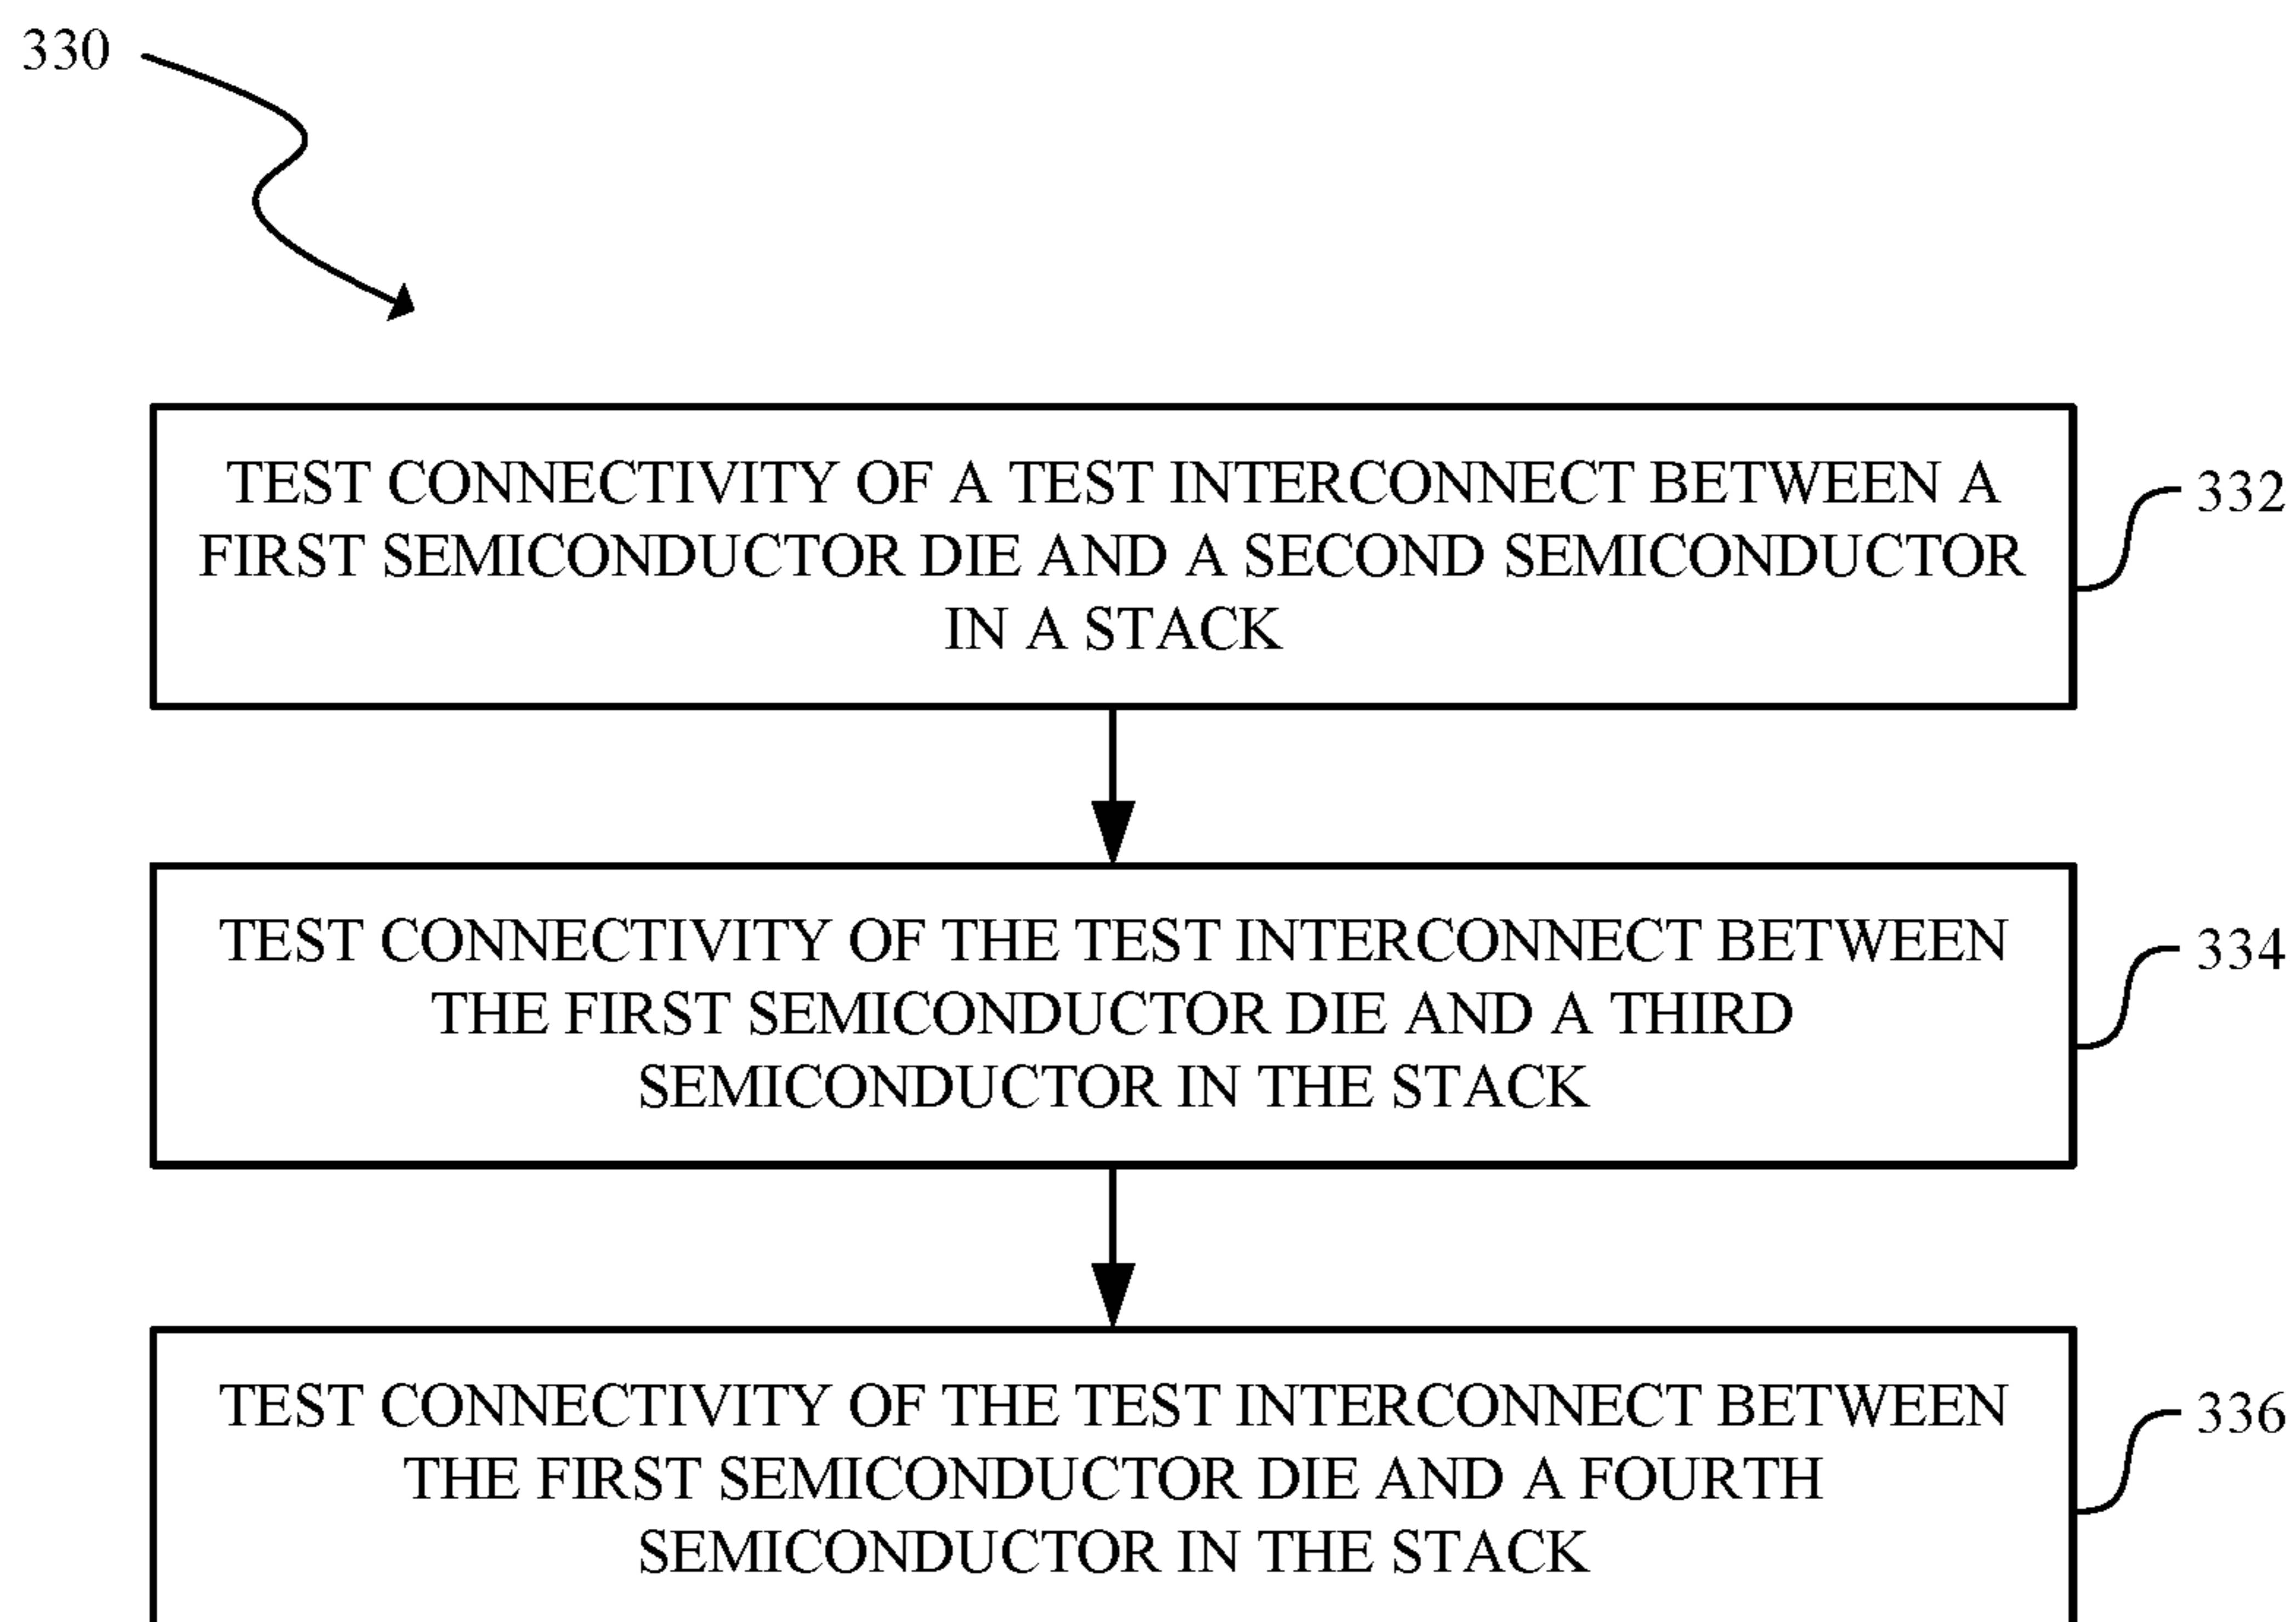 330
TEST CONNECTIVITY OF A TEST INTERCONNECT BETWEEN A
FIRST SEMICONDUCTOR DIE AND A SECOND SEMICONDUCTOR
IN A STACK
332
TEST CONNECTIVITY OF THE TEST INTERCONNECT BETWEEN
THE FIRST SEMICONDUCTOR DIE AND A THIRD
SEMICONDUCTOR IN THE STACK
334
TEST CONNECTIVITY OF THE TEST INTERCONNECT BETWEEN
THE FIRST SEMICONDUCTOR DIE AND A FOURTH
SEMICONDUCTOR IN THE STACK
336